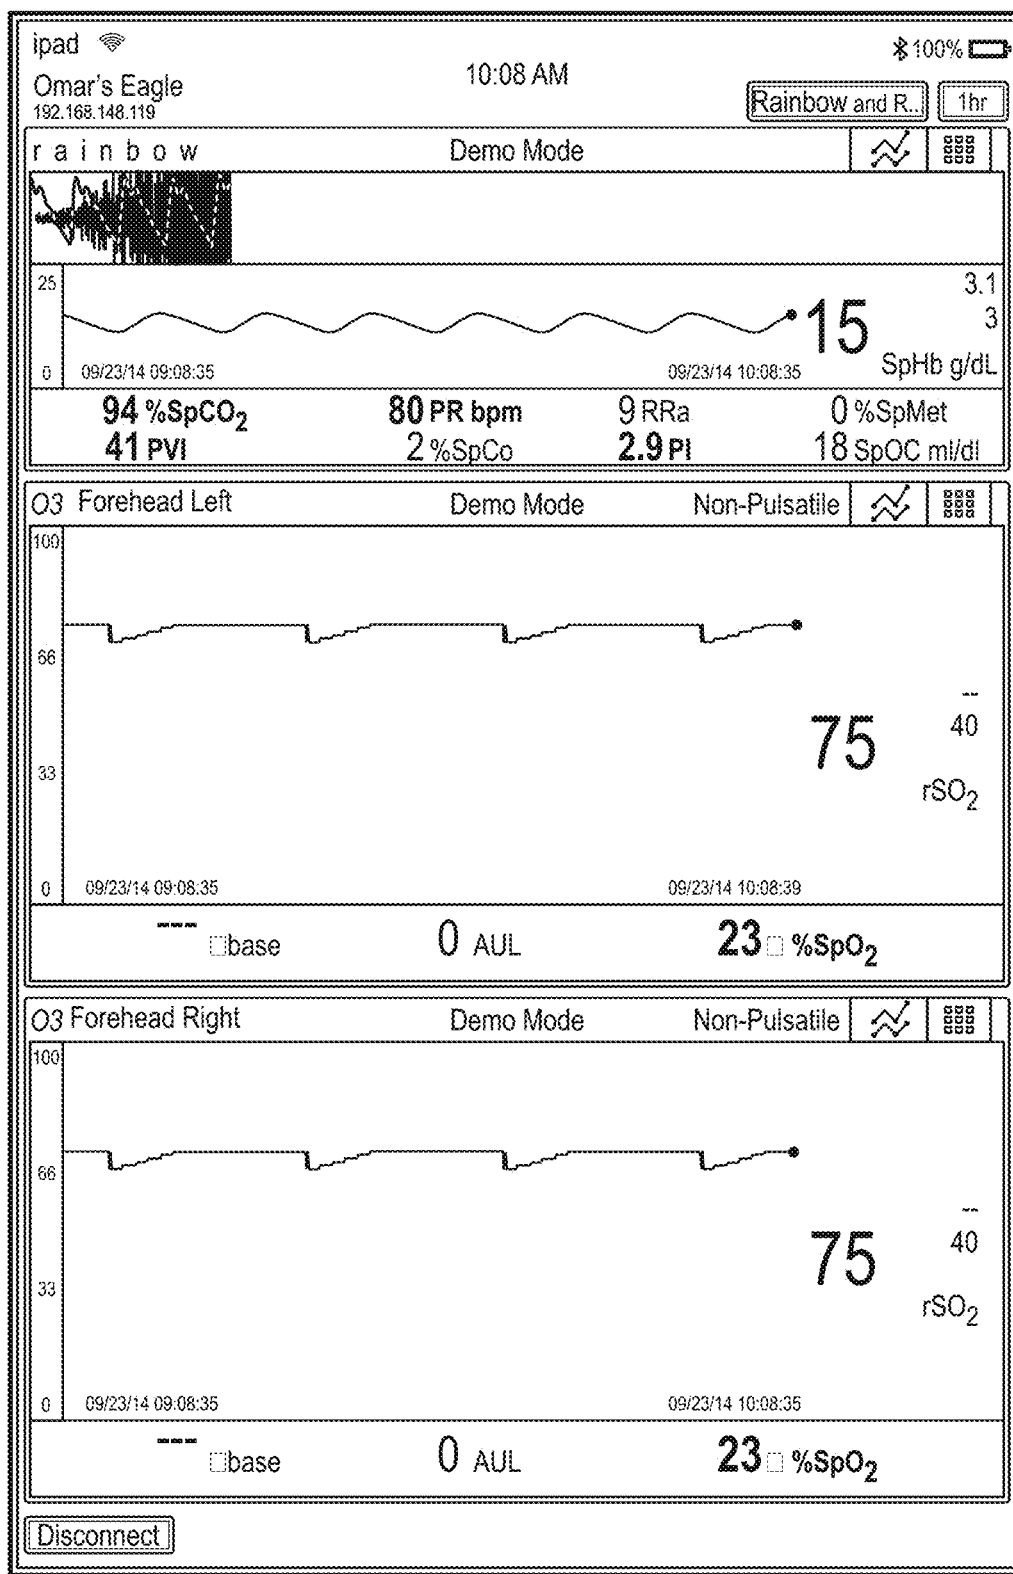 ipad
100%
10:08 AM
Omar's Eagle
192.168.148.119
Rainbow and R..
1hr
rainbow Demo Mode
25
3.1
15
3
SpHb g/dL
0
09/23/14 09:08:35 09/23/14 10:08:35
94 %SpCO2 80 PR bpm 9 RRa 0 %SpMet
41 PVI 2 %SpCo 2.9 PI 18 SpOC ml/dl
O3 Forehead Left Demo Mode Non-Pulsatile
100
66
--
75
40
33
rSO2
0 09/23/14 09:08:35 09/23/14 10:08:39
--- □base 0 AUL 23□ %SpO2
O3 Forehead Right Demo Mode Non-Pulsatile
100
66
--
75
40
33
rSO2
0 09/23/14 09:08:35 09/23/14 10:08:35
--- □base 0 AUL 23□ %SpO2
Disconnect